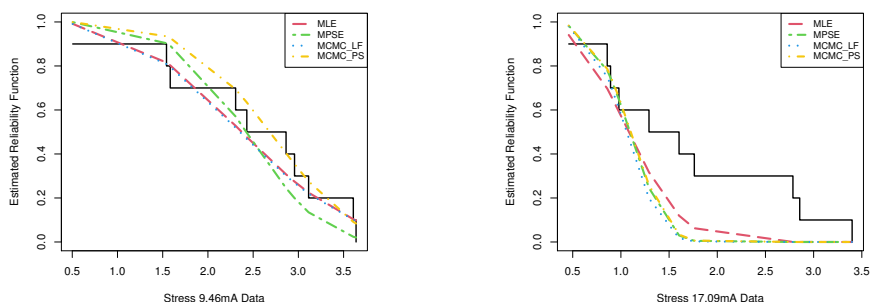 MLE
MPSE
MCMC_LF
MCMC_PS
Estimated Reliability Function
1.0
0.8
0.6
0.4
0.2
0.0
0.5 1.0 1.5 2.0 2.5 3.0 3.5
Stress 9.46mA Data
MLE
MPSE
MCMC_LF
MCMC_PS
Estimated Reliability Function
1.0
0.8
0.6
0.4
0.2
0.0
0.5 1.0 1.5 2.0 2.5 3.0 3.5
Stress 17.09mA Data